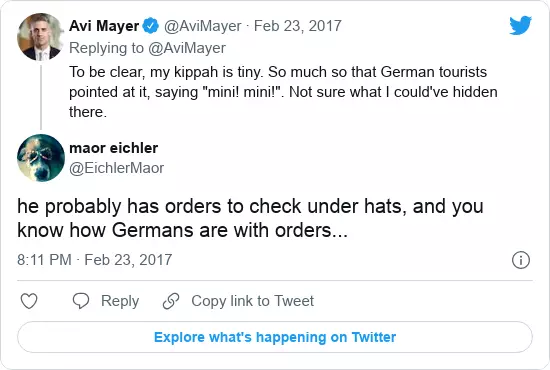 Avi Mayer @AviMayer · Feb 23, 2017
Replying to @AviMayer
To be clear, my kippah is tiny. So much so that German tourists
pointed at it, saying "mini! mini!". Not sure what I could've hidden
there.
maor eichler
@EichlerMaor
he probably has orders to check under hats, and you
know how Germans are with orders...
8:11 PM · Feb 23, 2017
Reply
Copy link to Tweet
Explore what's happening on Twitter